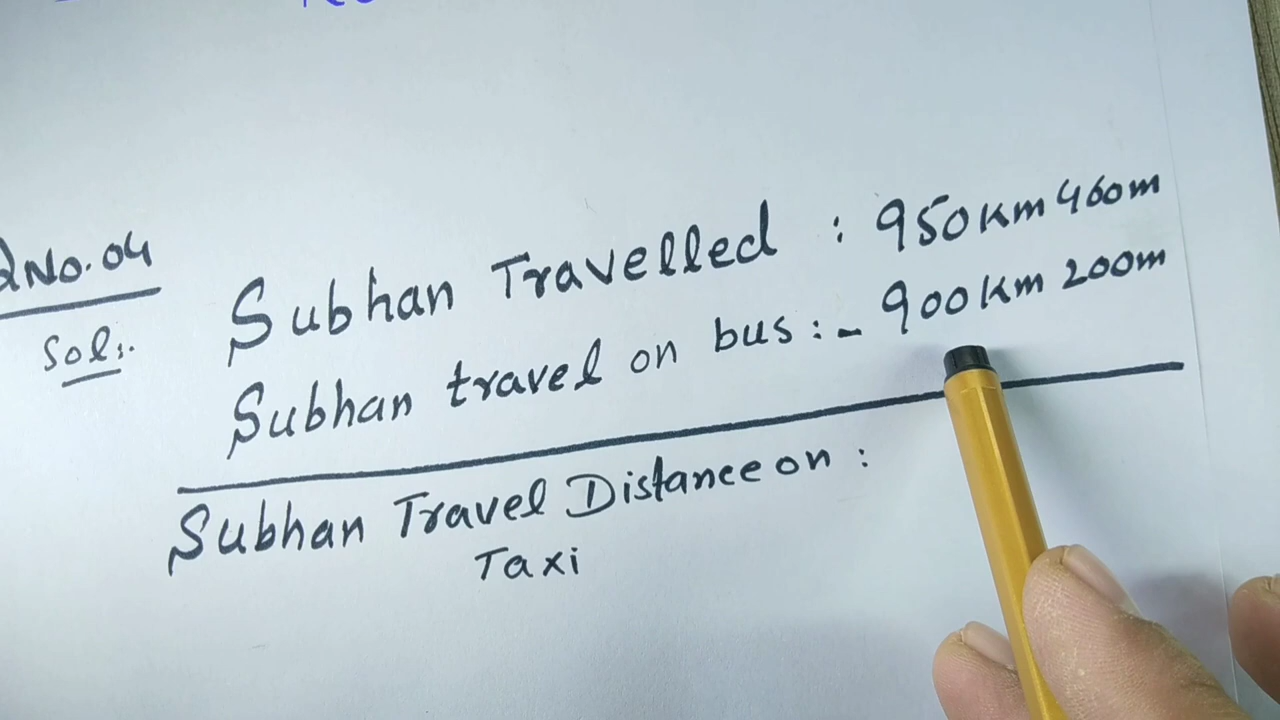 QNo.04
Sol:.
Subhan Travelled : 950Km 460m
Subhan travel on bus : - 900Km 200m
Subhan Travel Distance on :
Taxi